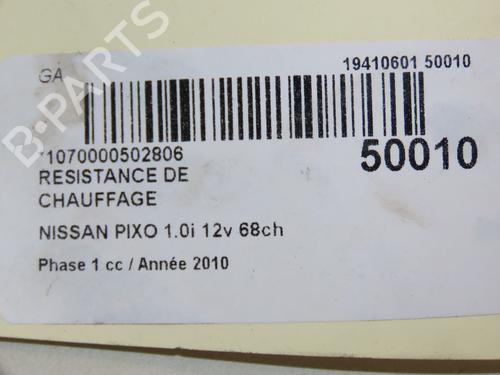 GA
19410601 50010
1070000502806
50010
RESISTANCE DE
CHAUFFAGE
NISSAN PIXO 1.0i 12v 68ch
Phase 1 cc / Année 2010
B-PARTS